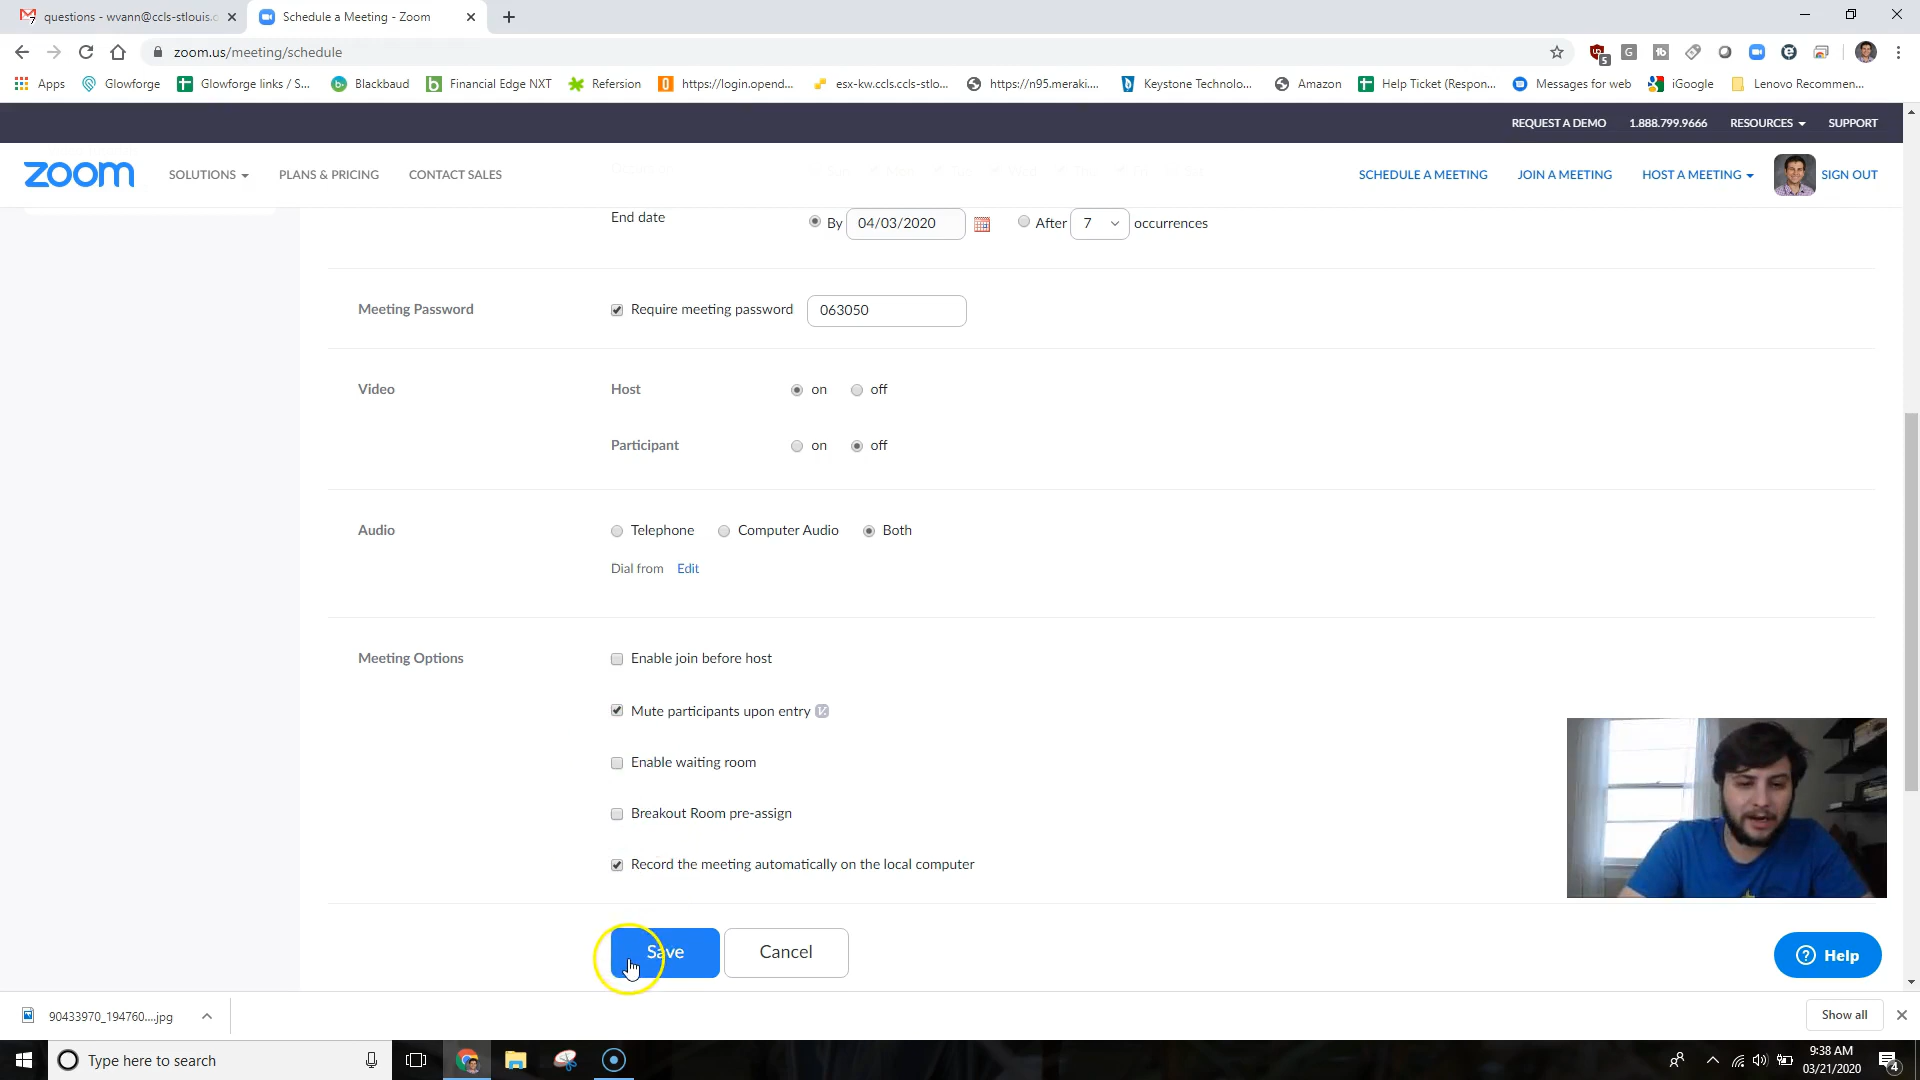 questions - wvann@ccls-stlouis.o
Schedule a Meeting - Zoom
zoom.us/meeting/schedule
5
Apps
Glowforge
Glowforge links / S...
Blackbaud
Financial Edge NXT
Refersion
https://login.opend...
esx-kw.ccls.ccls-stlo...
https://n95.meraki....
Keystone Technolo...
Amazon
Help Ticket (Respon...
Messages for web
iGoogle
Lenovo Recommen...
REQUEST A DEMO 1.888.799.9666 RESOURCES SUPPORT
zoom SOLUTIONS PLANS & PRICING CONTACT SALES SCHEDULE A MEETING JOIN A MEETING HOST A MEETING SIGN OUT
End date By 04/03/2020 After 7 occurrences
Meeting Password Require meeting password 063050
Video Host on off
Participant on off
Audio Telephone Computer Audio Both
Dial from Edit
Meeting Options Enable join before host
Mute participants upon entry
Enable waiting room
Breakout Room pre-assign
Record the meeting automatically on the local computer
Save Cancel
Help
90433970_194760....jpg
Show all
Type here to search
9:38 AM
03/21/2020
4